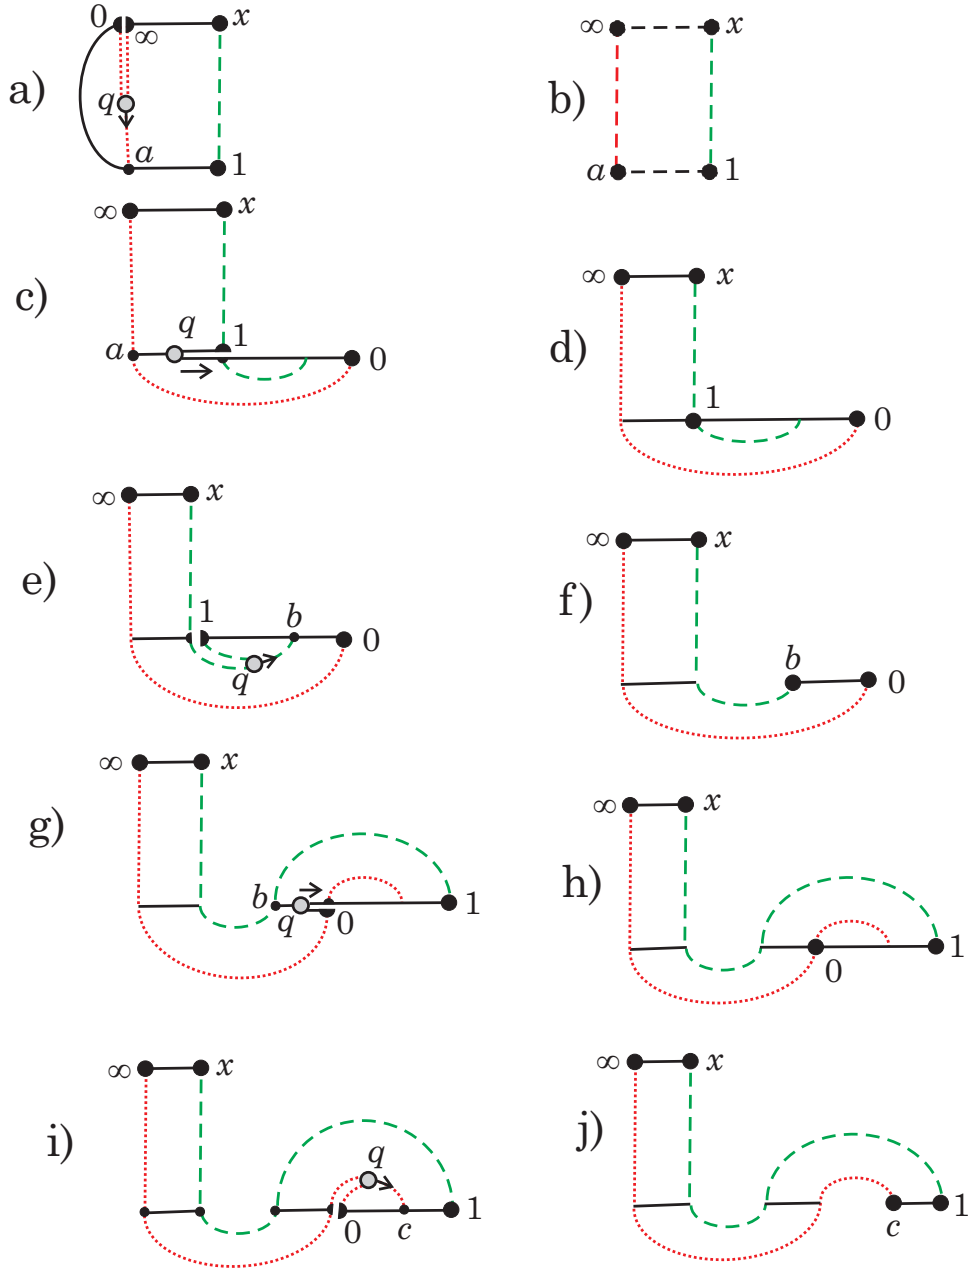 a)
0
∞
x
q
a
1
b)
∞
x
a
1
c)
∞
x
q
1
a
0
d)
∞
x
1
0
e)
∞
x
1
b
0
q
f)
∞
x
b
0
g)
∞
x
b
q
0
1
h)
∞
x
0
1
i)
∞
x
q
0
c
1
j)
∞
x
c
1